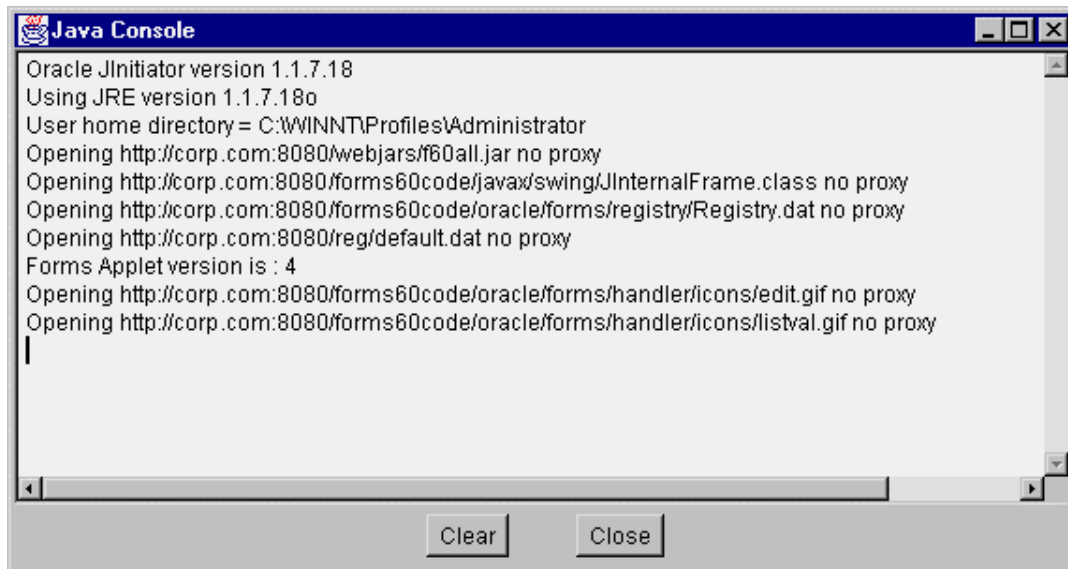 Java Console
Oracle JInitiator version 1.1.7.18
Using JRE version 1.1.7.18o
User home directory = C:\WINNT\Profiles\Administrator
Opening http://corp.com:8080/webjars/f60all.jar no proxy
Opening http://corp.com:8080/forms60code/javax/swing/JInternalFrame.class no proxy
Opening http://corp.com:8080/forms60code/oracle/forms/registry/Registry.dat no proxy
Opening http://corp.com:8080/reg/default.dat no proxy
Forms Applet version is : 4
Opening http://corp.com:8080/forms60code/oracle/forms/handler/icons/edit.gif no proxy
Opening http://corp.com:8080/forms60code/oracle/forms/handler/icons/listval.gif no proxy
Clear Close